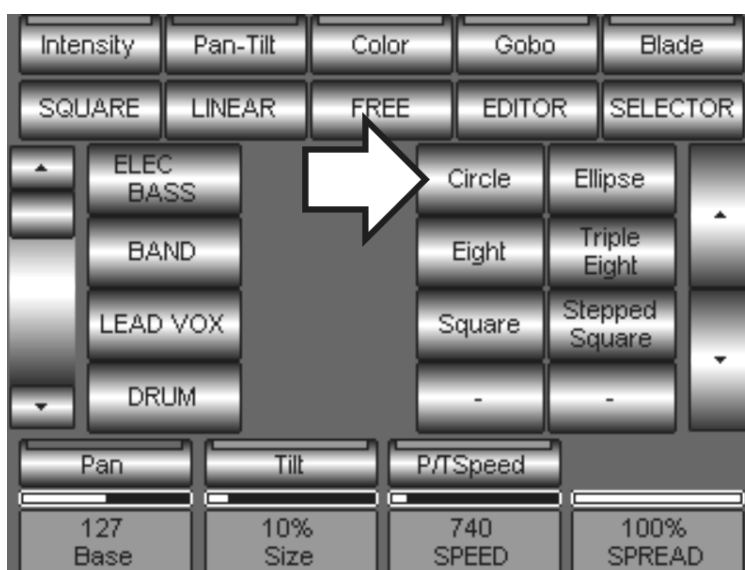 Intensity Pan-Tilt Color Gobo Blade
SQUARE LINEAR FREE EDITOR SELECTOR
ELEC
BASS
Circle Ellipse
BAND
Eight Triple
Eight
LEAD VOX
Square Stepped
Square
DRUM
- -
Pan Tilt P/TSpeed
127 10% 740 100%
Base Size SPEED SPREAD